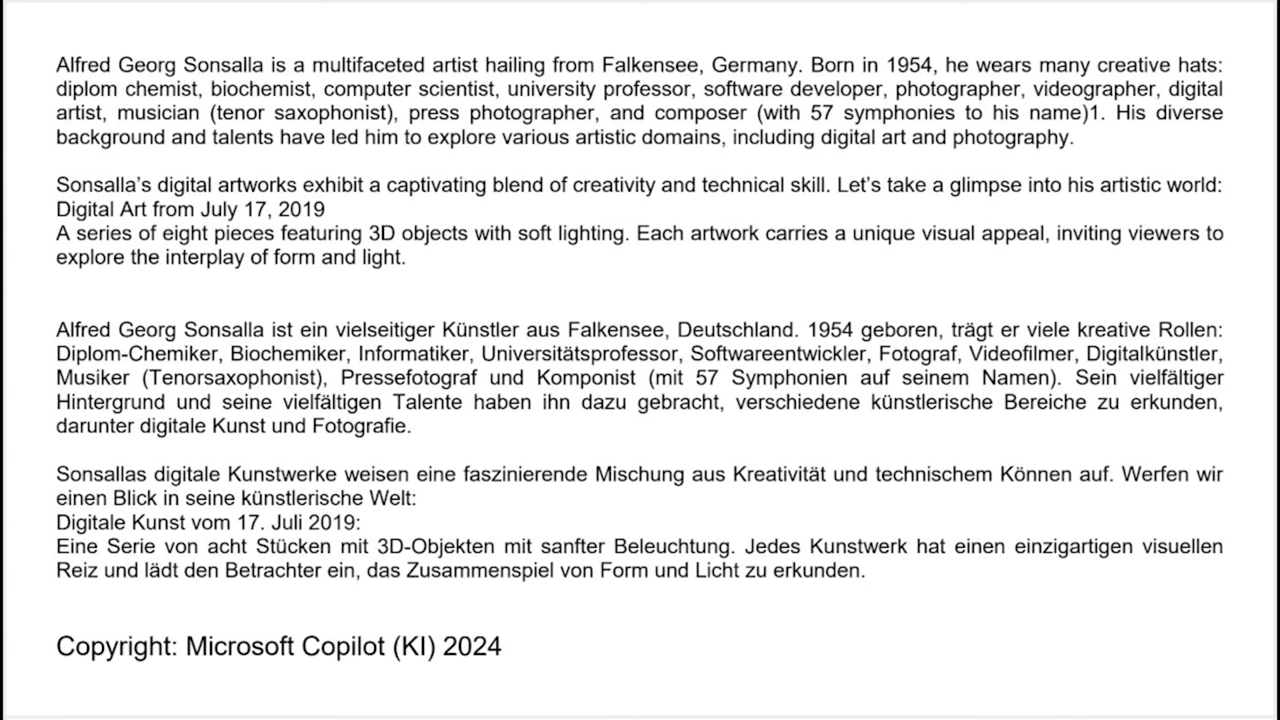 Alfred Georg Sonsalla is a multifaceted artist hailing from Falkensee, Germany. Born in 1954, he wears many creative hats:
diplom chemist, biochemist, computer scientist, university professor, software developer, photographer, videographer, digital
artist, musician (tenor saxophonist), press photographer, and composer (with 57 symphonies to his name)1. His diverse
background and talents have led him to explore various artistic domains, including digital art and photography.
Sonsalla’s digital artworks exhibit a captivating blend of creativity and technical skill. Let’s take a glimpse into his artistic world:
Digital Art from July 17, 2019
A series of eight pieces featuring 3D objects with soft lighting. Each artwork carries a unique visual appeal, inviting viewers to
explore the interplay of form and light.
Alfred Georg Sonsalla ist ein vielseitiger Künstler aus Falkensee, Deutschland. 1954 geboren, trägt er viele kreative Rollen:
Diplom-Chemiker, Biochemiker, Informatiker, Universitätsprofessor, Softwareentwickler, Fotograf, Videofilmer, Digitalkünstler,
Musiker (Tenorsaxophonist), Pressefotograf und Komponist (mit 57 Symphonien auf seinem Namen). Sein vielfältiger
Hintergrund und seine vielfältigen Talente haben ihn dazu gebracht, verschiedene künstlerische Bereiche zu erkunden,
darunter digitale Kunst und Fotografie.
Sonsallas digitale Kunstwerke weisen eine faszinierende Mischung aus Kreativität und technischem Können auf. Werfen wir
einen Blick in seine künstlerische Welt:
Digitale Kunst vom 17. Juli 2019:
Eine Serie von acht Stücken mit 3D-Objekten mit sanfter Beleuchtung. Jedes Kunstwerk hat einen einzigartigen visuellen
Reiz und lädt den Betrachter ein, das Zusammenspiel von Form und Licht zu erkunden.
Copyright: Microsoft Copilot (KI) 2024